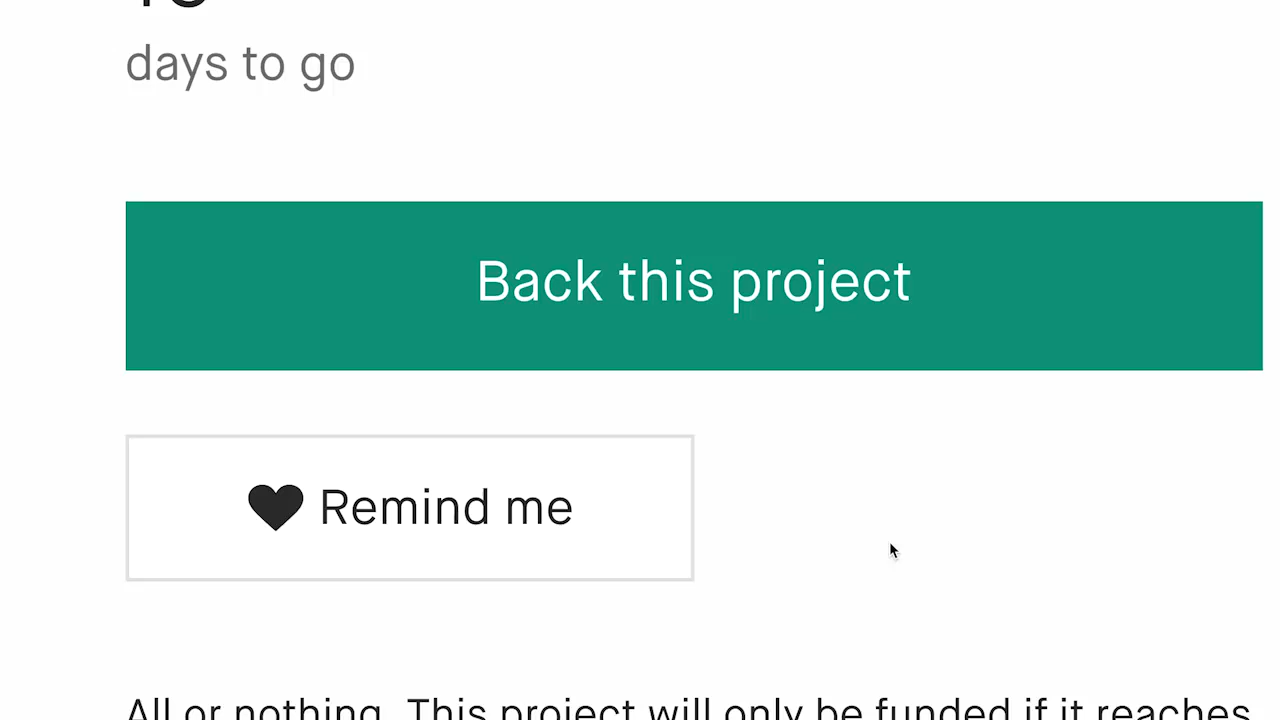 days to go
Back this project
Remind me
All or nothing. This project will only be funded if it reaches